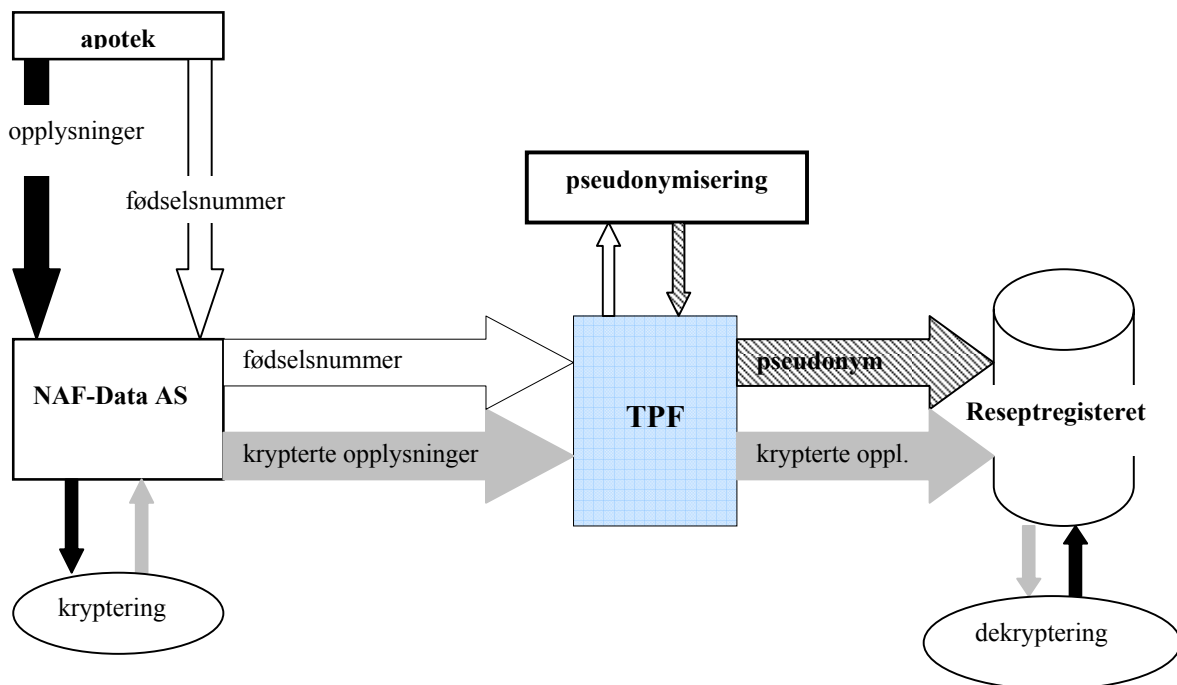 apotek
opplysninger
fødselsnummer
pseudonymisering
NAF-Data AS
fødselsnummer
krypterte opplysninger
TPF
pseudonym
krypterte oppl.
Reseptregisteret
kryptering
dekryptering